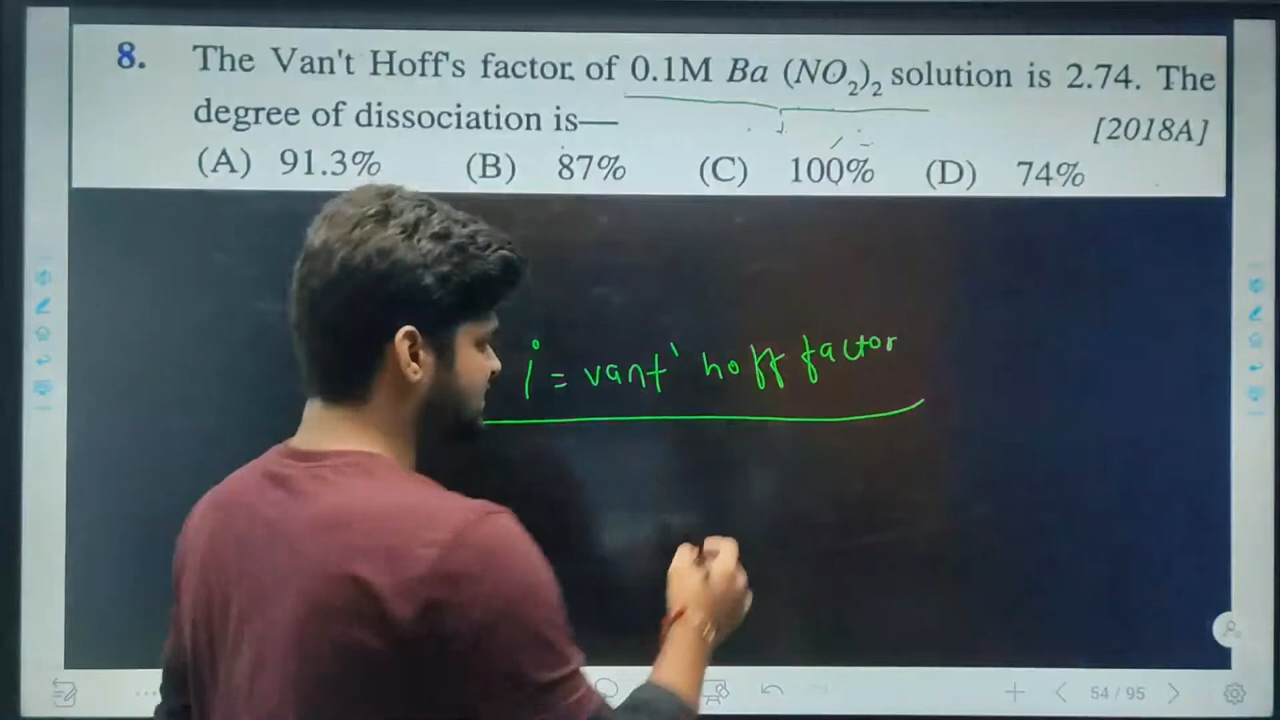 8. The Van't Hoff's factor of 0.1M Ba (NO₂)₂ solution is 2.74. The
degree of dissociation is—
[2018A]
(A) 91.3% (B) 87% (C) 100% (D) 74%
i = vant' hoff factor
54 / 95